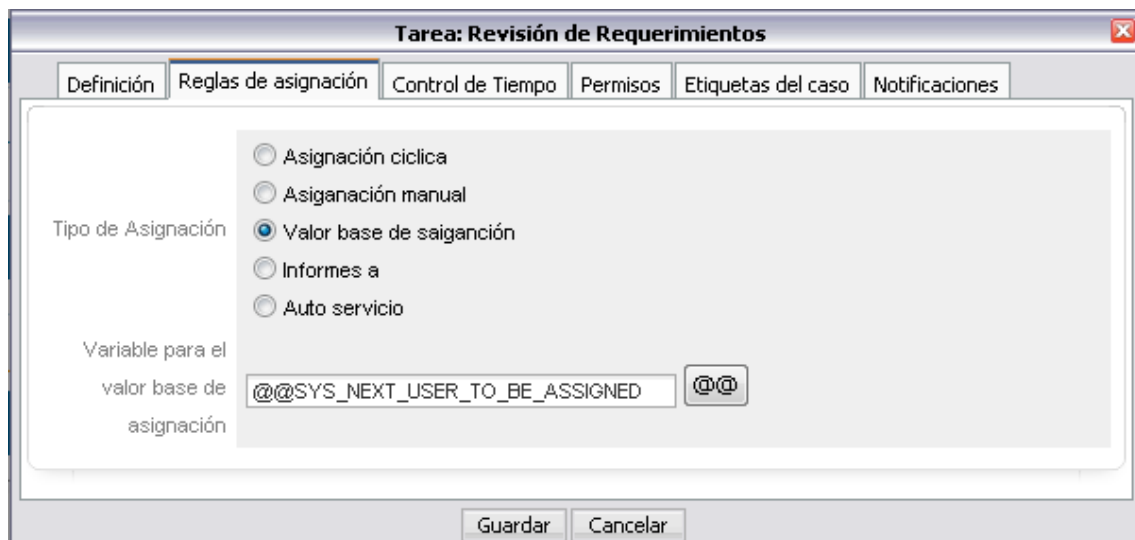 Tarea: Revisión de Requerimientos
Definición Reglas de asignación Control de Tiempo Permisos Etiquetas del caso Notificaciones
Asignación ciclica
Asiganación manual
Tipo de Asignación Valor base de saiganción
Informes a
Auto servicio
Variable para el
valor base de
asignación
@@SYS_NEXT_USER_TO_BE_ASSIGNED @@
Guardar Cancelar